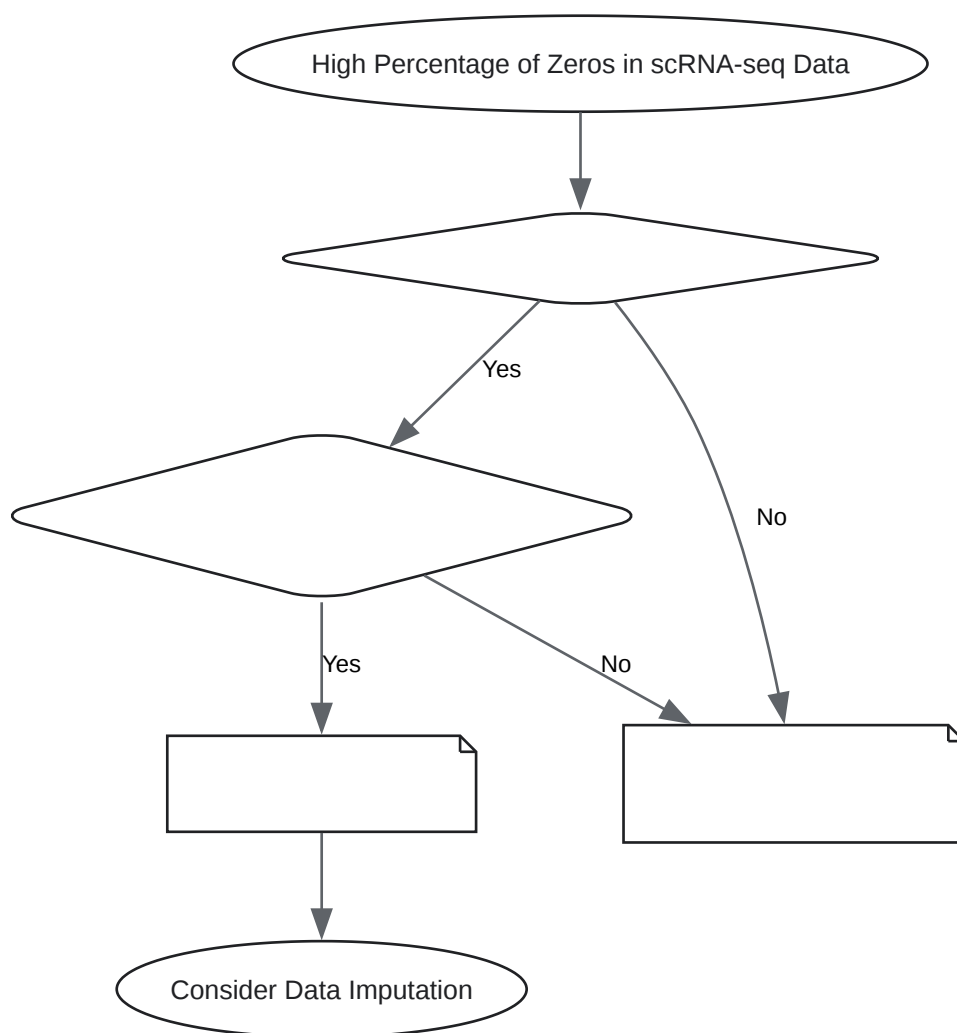 High Percentage of Zeros in scRNA-seq Data
Yes
No
Yes
No
Consider Data Imputation